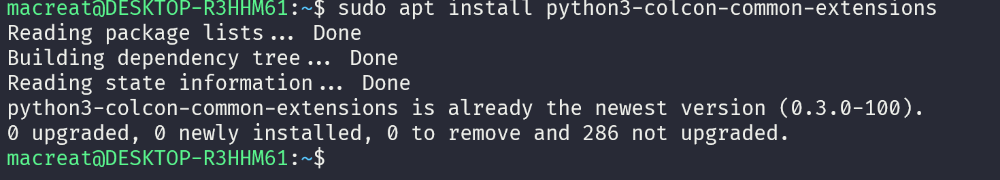 macreat@DESKTOP-R3HHM61:~$ sudo apt install python3-colcon-common-extensions
Reading package lists... Done
Building dependency tree... Done
Reading state information... Done
python3-colcon-common-extensions is already the newest version (0.3.0-100).
0 upgraded, 0 newly installed, 0 to remove and 286 not upgraded.
macreat@DESKTOP-R3HHM61:~$